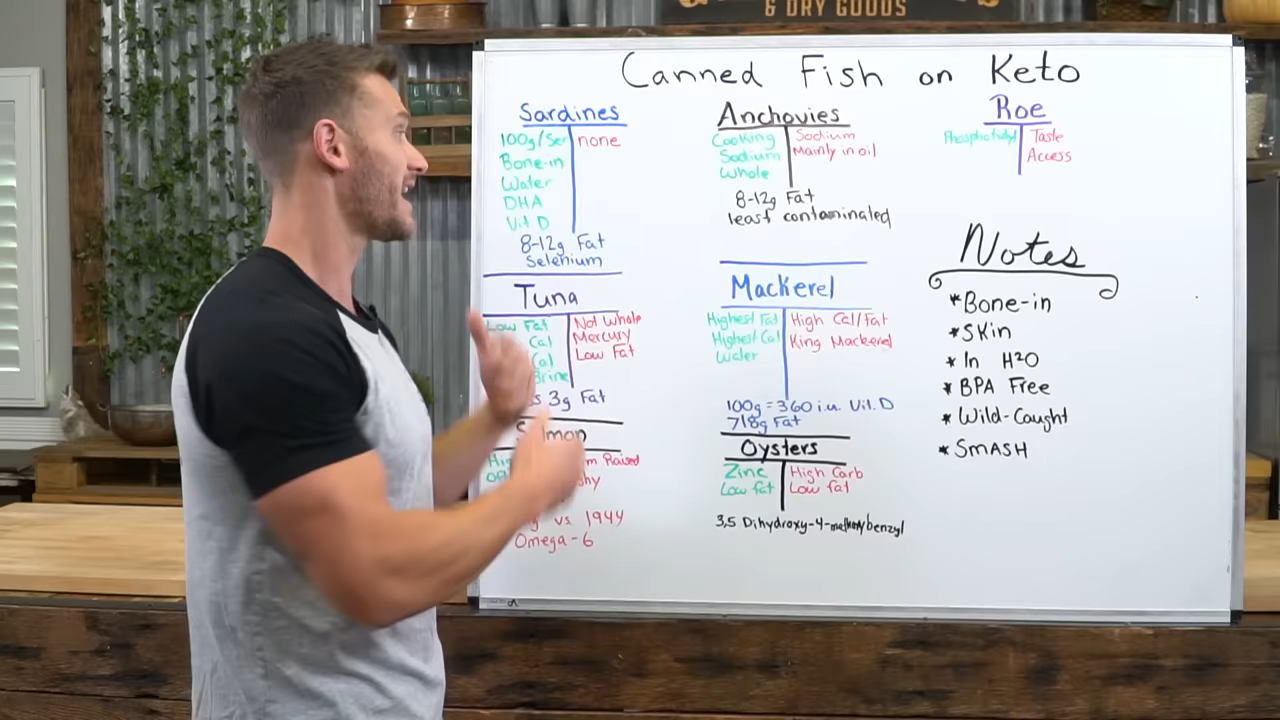 & DRY GOODS
Canned Fish on Keto
Sardines
100g/Ser
Bone-in
Water
DHA
Vit D
none
8-12g Fat
Selenium
Tuna
Low Fat
Cal
Cal
Brine
Not Whole
Mercury
Low Fat
3g Fat
Raised
vs. 1944
Omega-6
Anchovies
Cooking
Sodium
Whole
Sodium
Mainly in oil
8-12g Fat
least contaminated
Mackerel
Highest Fat
Highest Cal
Water
High Cal/Fat
King Mackerel
100g = 360 i.u. Vit. D
718g Fat
Oysters
Zinc
Low fat
High Carb
Low fat
3,5 Dihydroxy-4-methoxybenzyl
Roe
Phosphotidyl
Taste
Access
Notes
*Bone-in
*Skin
* In H²O
* BPA Free
* Wild-Caught
* SMASH